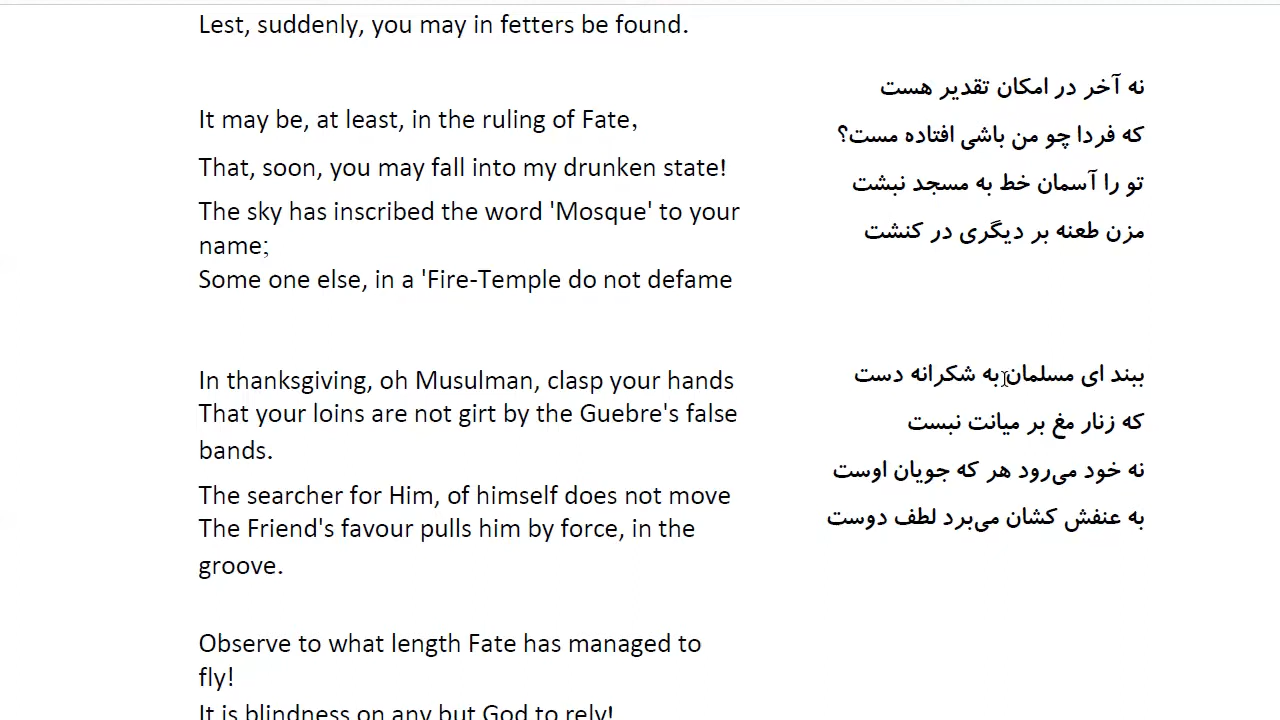 Lest, suddenly, you may in fetters be found.
It may be, at least, in the ruling of Fate,
That, soon, you may fall into my drunken state!
The sky has inscribed the word 'Mosque' to your
name;
Some one else, in a 'Fire-Temple do not defame
In thanksgiving, oh Musulman, clasp your hands
That your loins are not girt by the Guebre's false
bands.
The searcher for Him, of himself does not move
The Friend's favour pulls him by force, in the
groove.
Observe to what length Fate has managed to
fly!
It is blindness on any but God to rely!
نه آخر در امکان تقدیر هست
که فردا چو من باشی افتاده مست؟
تو را آسمان خط به مسجد نبشت
مزن طعنه بر دیگری در کنشت
ببند ای مسلمان به شکرانه دست
که زنار مغ بر میانت نبست
نه خود می‌رود هر که جویان اوست
به عنفش کشان می‌برد لطف دوست